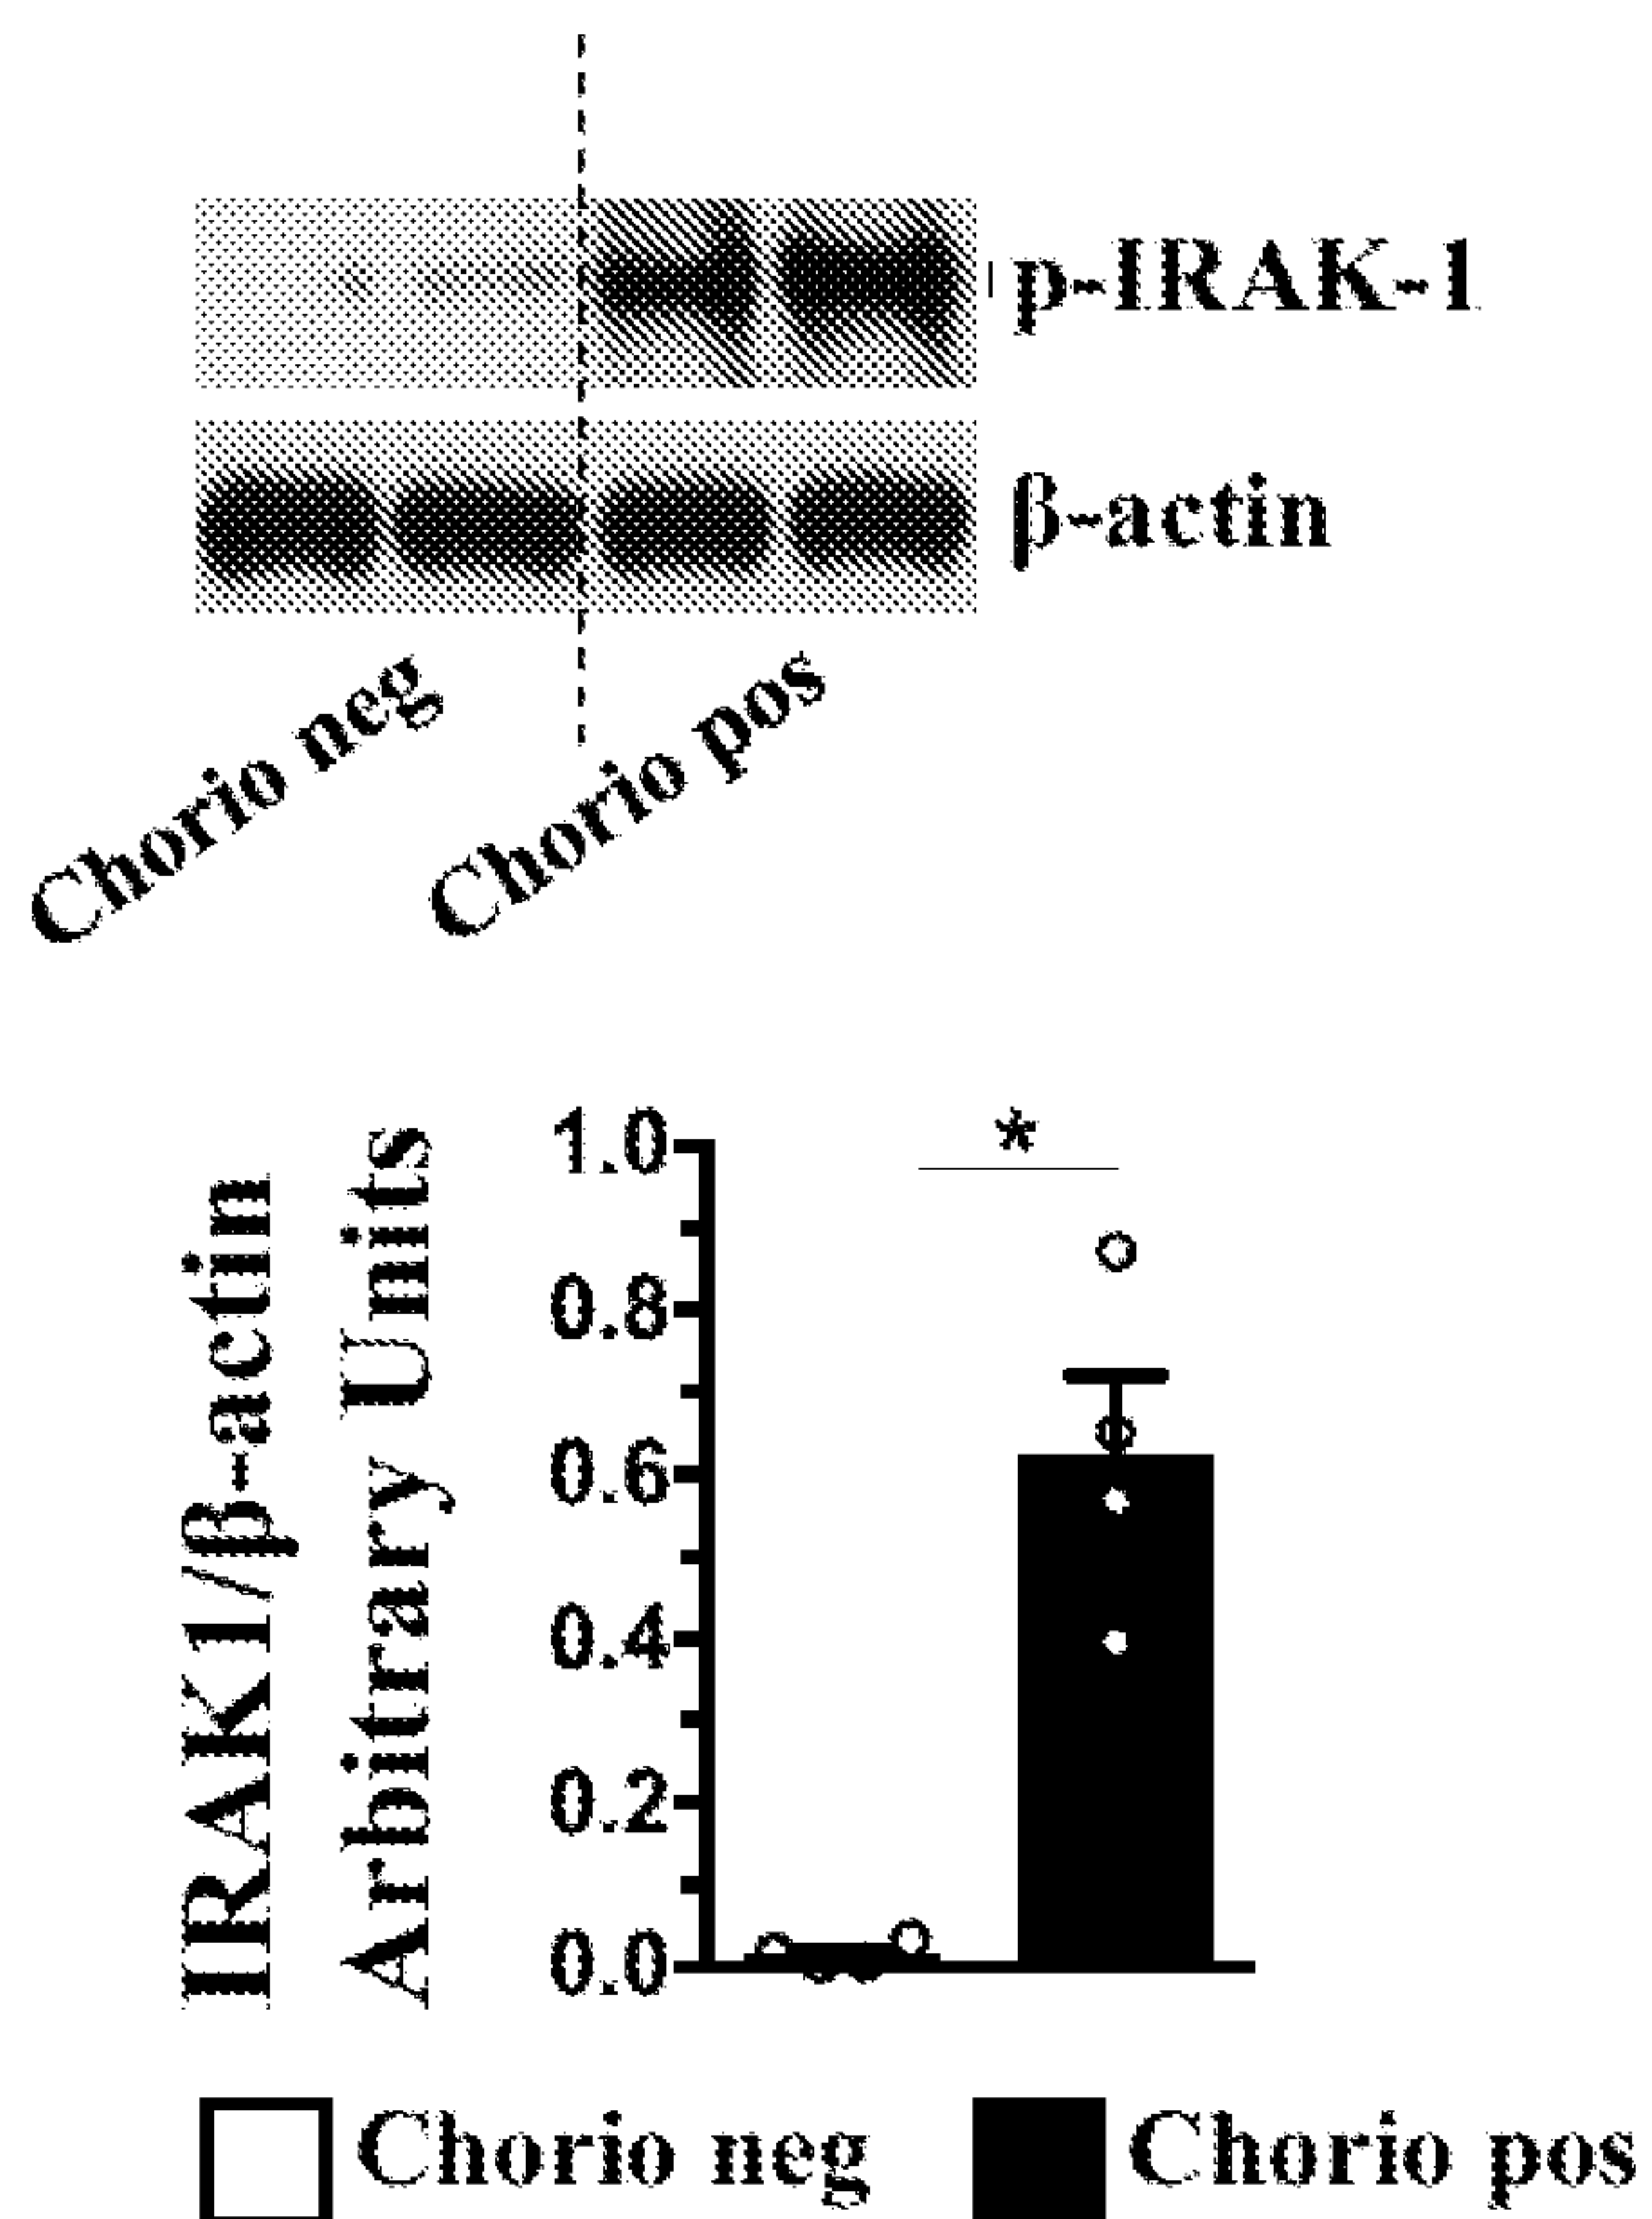 p-IRAK-1
β-actin
Chorio neg
Chorio pos
IRAK1/β-actin
Arbitrary Units
1.0
0.8
0.6
0.4
0.2
0.0
*
Chorio neg
Chorio pos